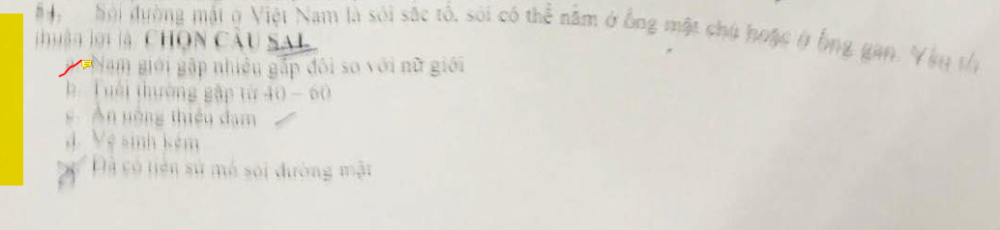 54. Sỏi đường mật ở Việt Nam là sỏi sắc tố, sỏi có thể nằm ở ống mật chủ hoặc ở ống gan. Yếu tố
thuận lợi là, CHỌN CÂU SAI
a. Nam giới gặp nhiều gấp đôi so với nữ giới
b. Tuổi thường gặp từ 40 – 60
c. Ăn uống thiếu đạm
d. Vệ sinh kém
Đã có tiền sử mổ sỏi đường mật